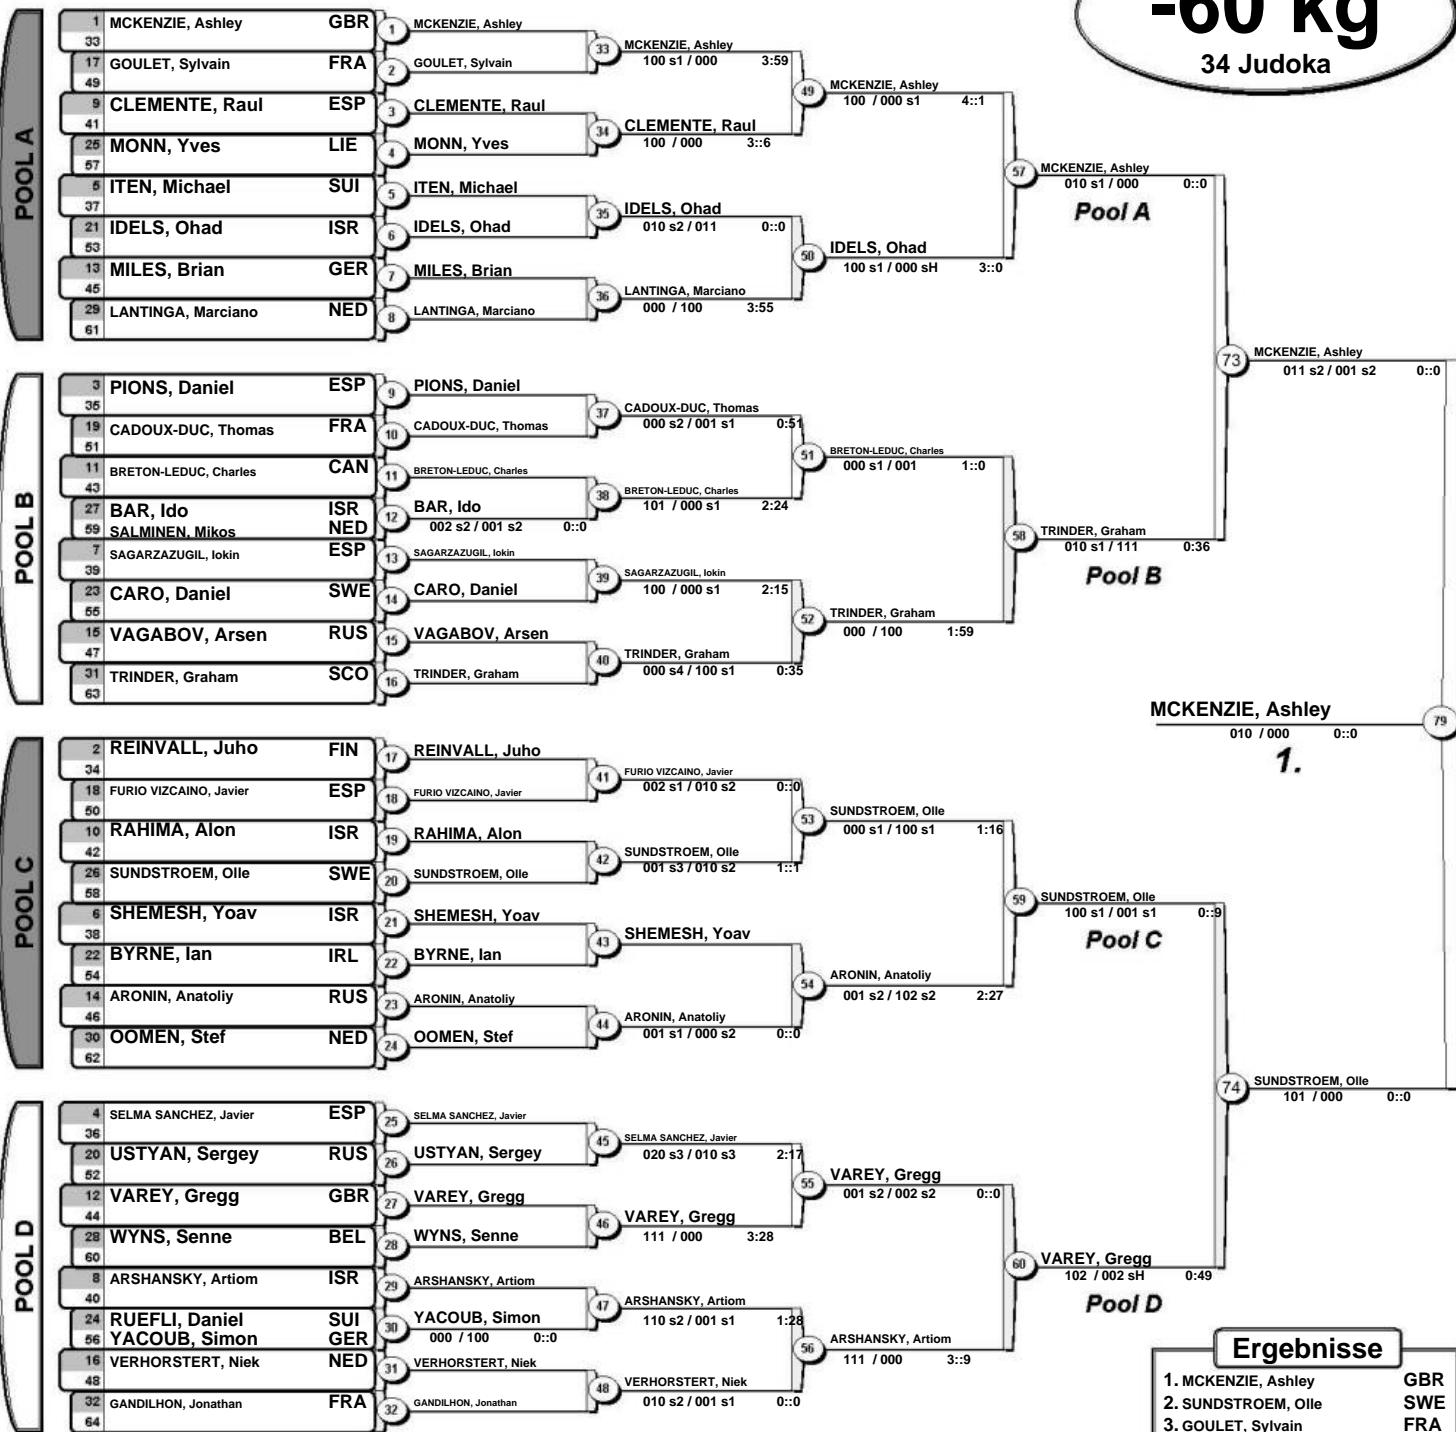 -60 kg
34 Judoka
POOL A
1 MCKENZIE, Ashley GBR
33
17 GOULET, Sylvain FRA
49
9 CLEMENTE, Raul ESP
41
25 MONN, Yves LIE
57
5 ITEN, Michael SUI
37
21 IDELS, Ohad ISR
53
13 MILES, Brian GER
45
29 LANTINGA, Marciano NED
61
1 MCKENZIE, Ashley
2 GOULET, Sylvain
3 CLEMENTE, Raul
4 MONN, Yves
5 ITEN, Michael
6 IDELS, Ohad
7 MILES, Brian
8 LANTINGA, Marciano
33 MCKENZIE, Ashley
100 s1 / 000 3:59
34 CLEMENTE, Raul
100 / 000 3::6
35 IDELS, Ohad
010 s2 / 011 0::0
36 LANTINGA, Marciano
000 / 100 3:55
49 MCKENZIE, Ashley
100 / 000 s1 4::1
50 IDELS, Ohad
100 s1 / 000 sH 3::0
57 MCKENZIE, Ashley
010 s1 / 000 0::0
Pool A
POOL B
3 PIONS, Daniel ESP
35
19 CADOUX-DUC, Thomas FRA
51
11 BRETON-LEDUC, Charles CAN
43
27 BAR, Ido ISR
59 SALMINEN, Mikos NED
7 SAGARZAZUGIL, Iokin ESP
39
23 CARO, Daniel SWE
55
15 VAGABOV, Arsen RUS
47
31 TRINDER, Graham SCO
63
9 PIONS, Daniel
10 CADOUX-DUC, Thomas
11 BRETON-LEDUC, Charles
12 BAR, Ido
002 s2 / 001 s2 0::0
13 SAGARZAZUGIL, Iokin
14 CARO, Daniel
15 VAGABOV, Arsen
16 TRINDER, Graham
37 CADOUX-DUC, Thomas
000 s2 / 001 s1 0:51
38 BRETON-LEDUC, Charles
101 / 000 s1 2:24
39 SAGARZAZUGIL, Iokin
100 / 000 s1 2:15
40 TRINDER, Graham
000 s4 / 100 s1 0:35
51 BRETON-LEDUC, Charles
000 s1 / 001 1::0
52 TRINDER, Graham
000 / 100 1:59
58 TRINDER, Graham
010 s1 / 111 0:36
Pool B
73 MCKENZIE, Ashley
011 s2 / 001 s2 0::0
MCKENZIE, Ashley 79
010 / 000 0::0
1.
POOL C
2 REINVALL, Juho FIN
34
18 FURIO VIZCAINO, Javier ESP
50
10 RAHIMA, Alon ISR
42
26 SUNDSTROEM, Olle SWE
58
6 SHEMESH, Yoav ISR
38
22 BYRNE, Ian IRL
54
14 ARONIN, Anatoliy RUS
46
30 OOMEN, Stef NED
62
17 REINVALL, Juho
18 FURIO VIZCAINO, Javier
19 RAHIMA, Alon
20 SUNDSTROEM, Olle
21 SHEMESH, Yoav
22 BYRNE, Ian
23 ARONIN, Anatoliy
24 OOMEN, Stef
41 FURIO VIZCAINO, Javier
002 s1 / 010 s2 0::0
42 SUNDSTROEM, Olle
001 s3 / 010 s2 1::1
43 SHEMESH, Yoav
44 ARONIN, Anatoliy
001 s1 / 000 s2 0::0
53 SUNDSTROEM, Olle
000 s1 / 100 s1 1:16
54 ARONIN, Anatoliy
001 s2 / 102 s2 2:27
59 SUNDSTROEM, Olle
100 s1 / 001 s1 0::9
Pool C
POOL D
4 SELMA SANCHEZ, Javier ESP
36
20 USTYAN, Sergey RUS
52
12 VAREY, Gregg GBR
44
28 WYNS, Senne BEL
60
8 ARSHANSKY, Artiom ISR
40
24 RUEFLI, Daniel SUI
56 YACOUB, Simon GER
16 VERHORSTERT, Niek NED
48
32 GANDILHON, Jonathan FRA
64
25 SELMA SANCHEZ, Javier
26 USTYAN, Sergey
27 VAREY, Gregg
28 WYNS, Senne
29 ARSHANSKY, Artiom
30 YACOUB, Simon
000 / 100 0::0
31 VERHORSTERT, Niek
32 GANDILHON, Jonathan
45 SELMA SANCHEZ, Javier
020 s3 / 010 s3 2:17
46 VAREY, Gregg
111 / 000 3:28
47 ARSHANSKY, Artiom
110 s2 / 001 s1 1:28
48 VERHORSTERT, Niek
010 s2 / 001 s1 0::0
55 VAREY, Gregg
001 s2 / 002 s2 0::0
56 ARSHANSKY, Artiom
111 / 000 3::9
60 VAREY, Gregg
102 / 002 sH 0:49
Pool D
74 SUNDSTROEM, Olle
101 / 000 0::0
Ergebnisse
1. MCKENZIE, Ashley GBR
2. SUNDSTROEM, Olle SWE
3. GOULET, Sylvain FRA